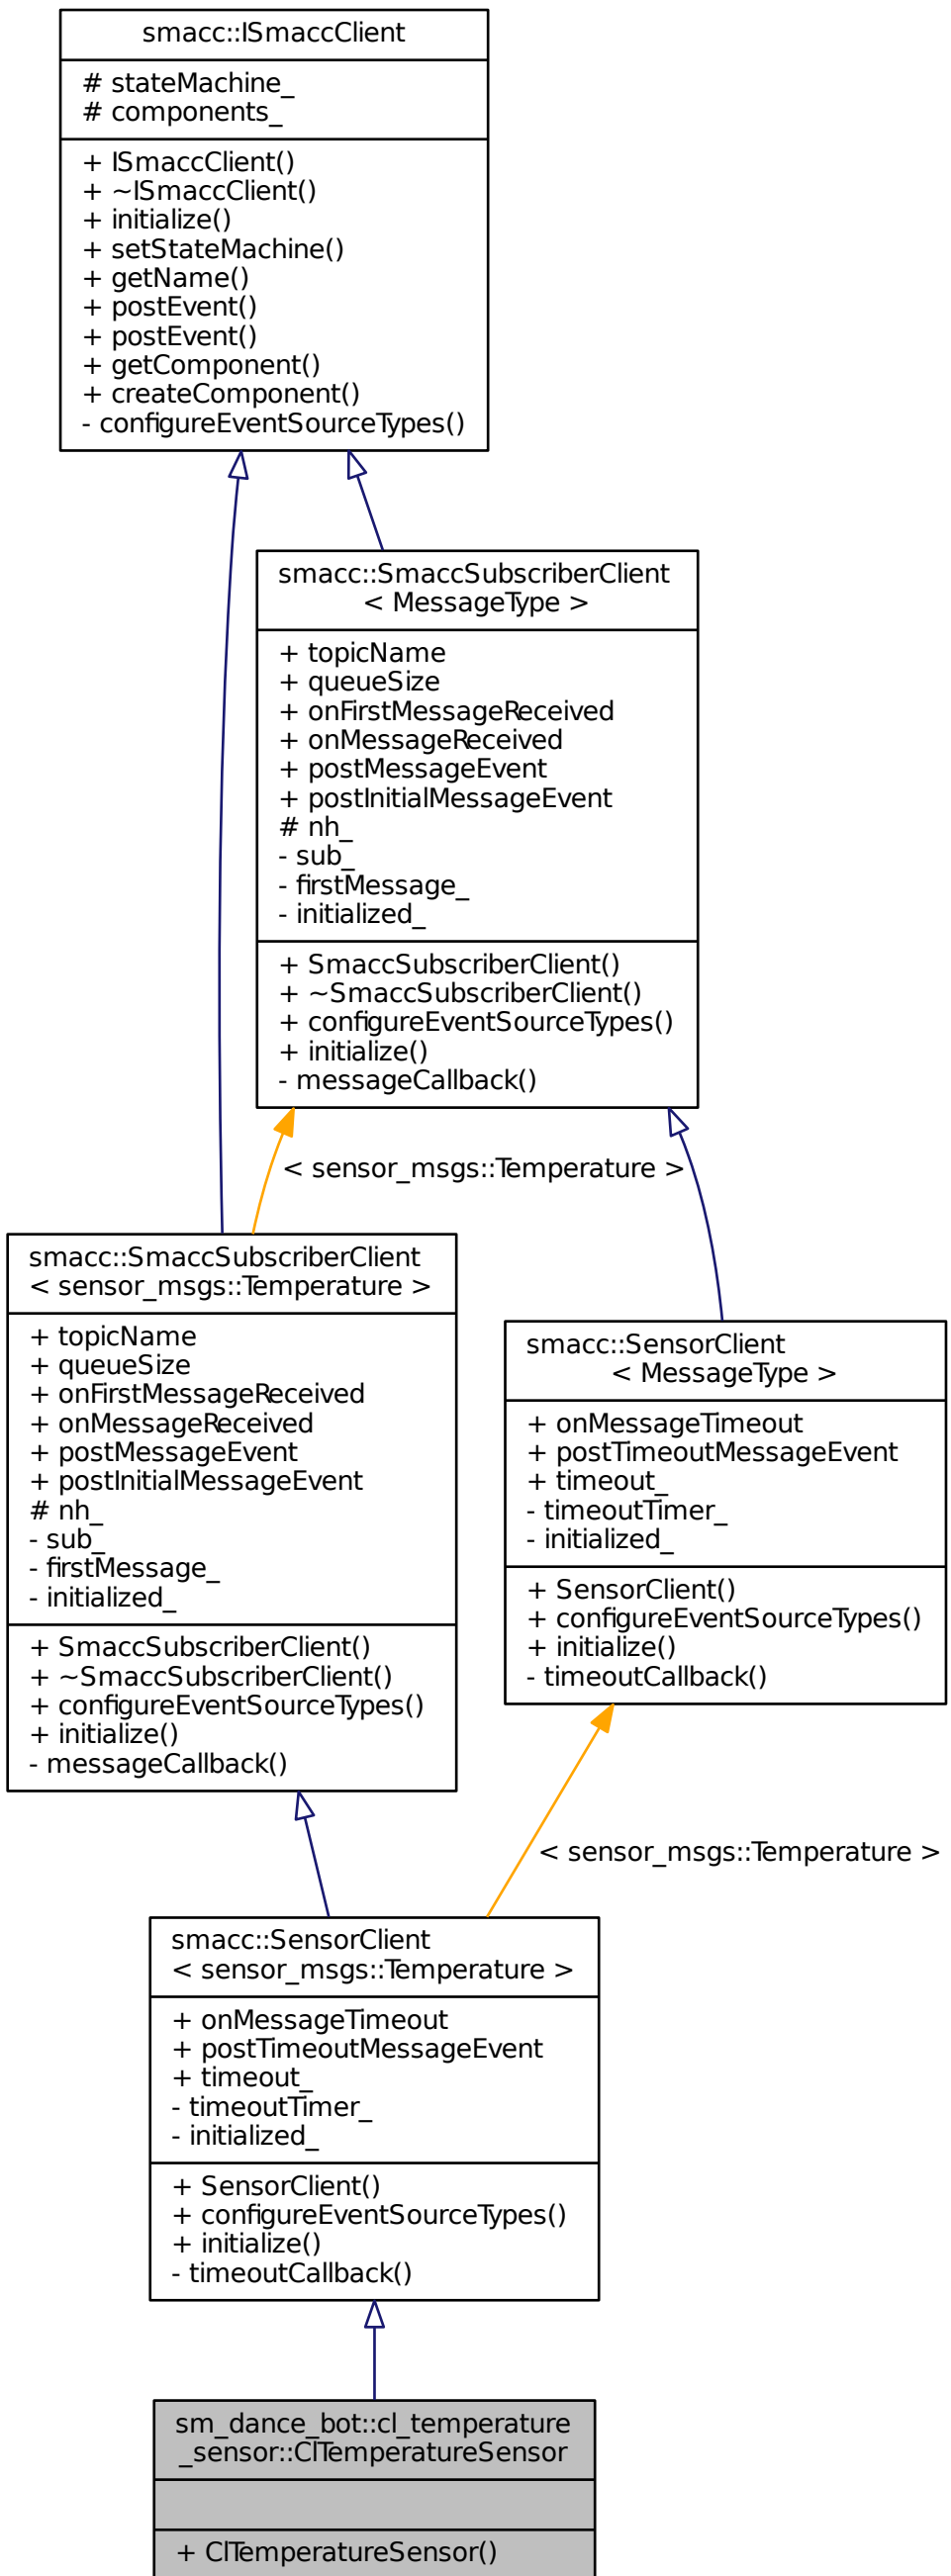 smacc::ISmaccClient
# stateMachine_
# components_
+ ISmaccClient()
+ ~ISmaccClient()
+ initialize()
+ setStateMachine()
+ getName()
+ postEvent()
+ postEvent()
+ getComponent()
+ createComponent()
- configureEventSourceTypes()
smacc::SmaccSubscriberClient
< MessageType >
+ topicName
+ queueSize
+ onFirstMessageReceived
+ onMessageReceived
+ postMessageEvent
+ postInitialMessageEvent
# nh_
- sub_
- firstMessage_
- initialized_
+ SmaccSubscriberClient()
+ ~SmaccSubscriberClient()
+ configureEventSourceTypes()
+ initialize()
- messageCallback()
< sensor_msgs::Temperature >
smacc::SmaccSubscriberClient
< sensor_msgs::Temperature >
+ topicName
+ queueSize
+ onFirstMessageReceived
+ onMessageReceived
+ postMessageEvent
+ postInitialMessageEvent
# nh_
- sub_
- firstMessage_
- initialized_
+ SmaccSubscriberClient()
+ ~SmaccSubscriberClient()
+ configureEventSourceTypes()
+ initialize()
- messageCallback()
smacc::SensorClient
< MessageType >
+ onMessageTimeout
+ postTimeoutMessageEvent
+ timeout_
- timeoutTimer_
- initialized_
+ SensorClient()
+ configureEventSourceTypes()
+ initialize()
- timeoutCallback()
< sensor_msgs::Temperature >
smacc::SensorClient
< sensor_msgs::Temperature >
+ onMessageTimeout
+ postTimeoutMessageEvent
+ timeout_
- timeoutTimer_
- initialized_
+ SensorClient()
+ configureEventSourceTypes()
+ initialize()
- timeoutCallback()
sm_dance_bot::cl_temperature
_sensor::ClTemperatureSensor
+ ClTemperatureSensor()